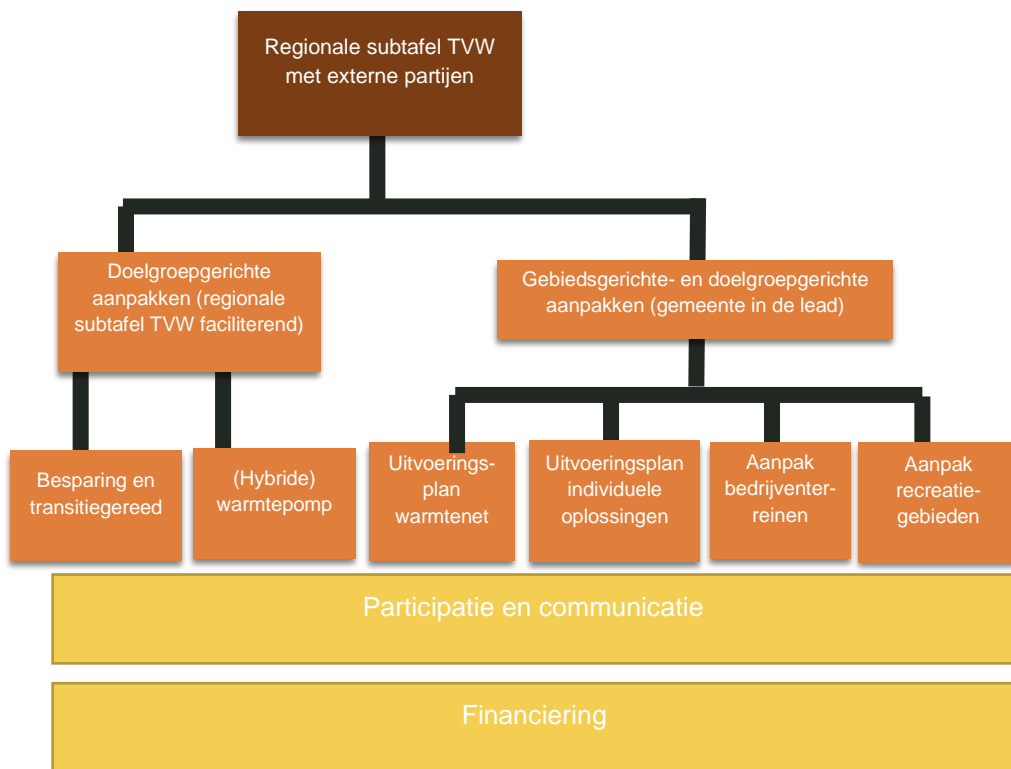 Regionale subtafel TVW
met externe partijen
Doelgroepgerichte
aanpakken (regionale
subtafel TVW faciliterend)
Gebiedsgerichte- en doelgroepgerichte
aanpakken (gemeente in de lead)
Besparing en
transitiegereed
(Hybride)
warmtepomp
Uitvoerings-
plan
warmtenet
Uitvoeringsplan
individuele
oplossingen
Aanpak
bedrijventer-
reinen
Aanpak
recreatie-
gebieden
Participatie en communicatie
Financiering